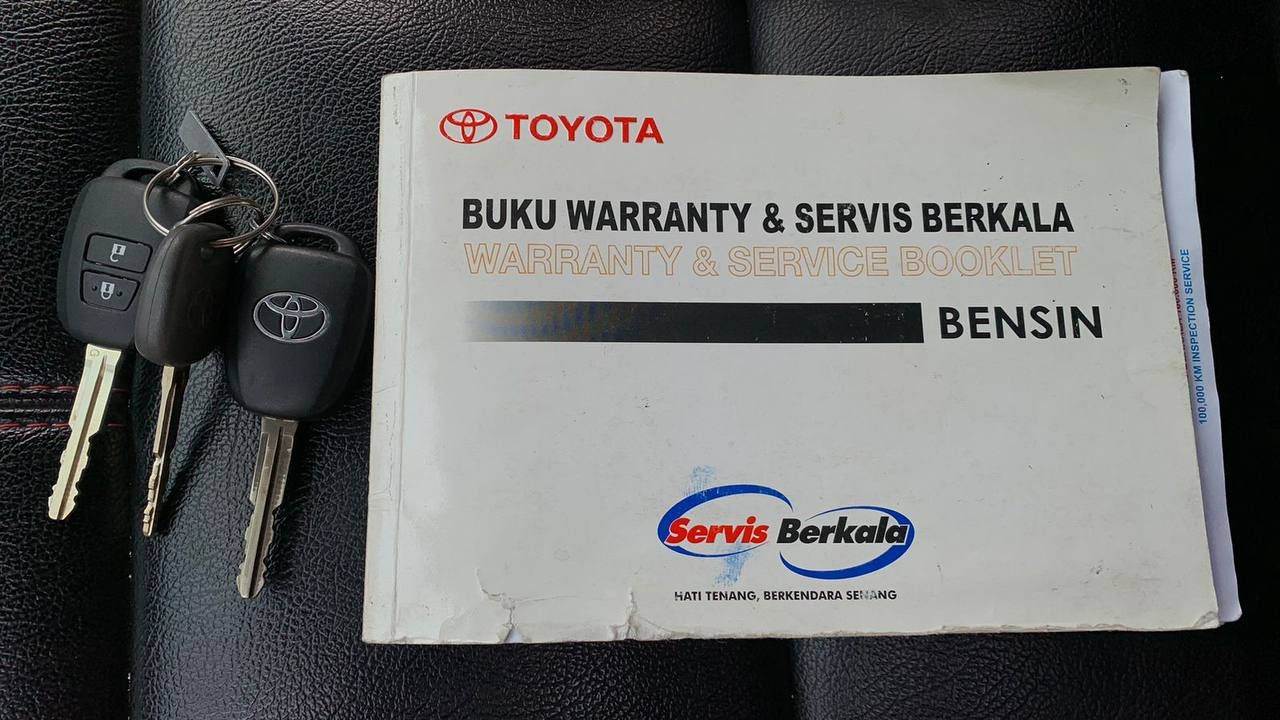 TOYOTA
BUKU WARRANTY & SERVIS BERKALA
WARRANTY & SERVICE BOOKLET
BENSIN
Servis Berkala
HATI TENANG, BERKENDARA SENANG
100,000 KM INSPECTION SERVICE
G